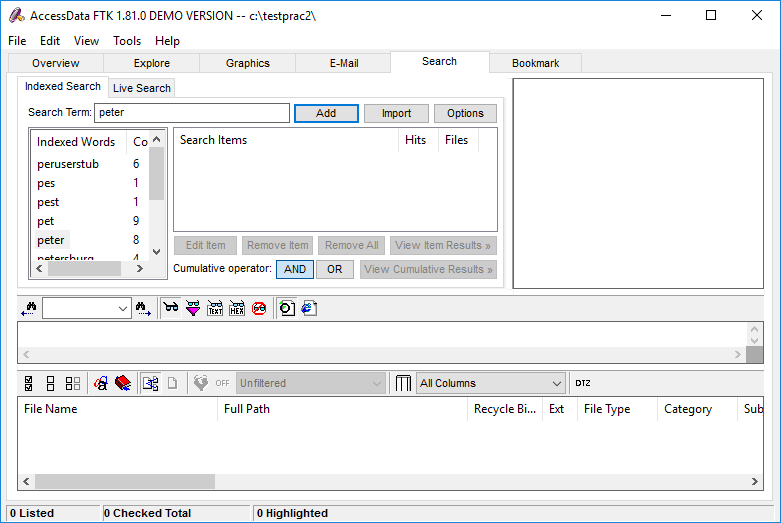 AccessData FTK 1.81.0 DEMO VERSION -- c:\testprac2\
File Edit View Tools Help
Overview Explore Graphics E-Mail Search Bookmark
Indexed Search Live Search
Search Term: peter Add Import Options
Indexed Words Co Search Items Hits Files
peruserstub 6
pes 1
pest 1
pet 9
peter 8
petersburg 4
Edit Item Remove Item Remove All View Item Results »
Cumulative operator: AND OR View Cumulative Results »
TEXT HEX
OFF Unfiltered All Columns DTZ
File Name Full Path Recycle Bi... Ext File Type Category Sub
0 Listed 0 Checked Total 0 Highlighted